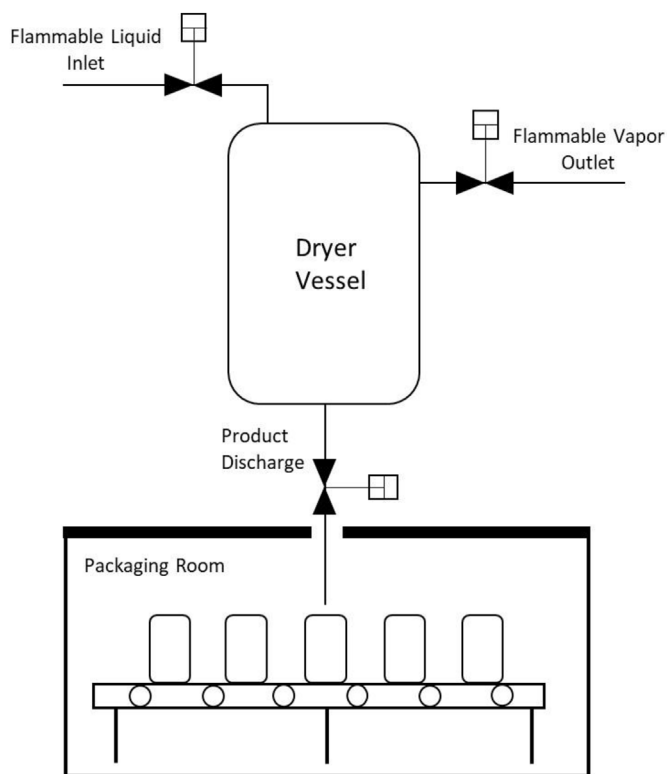 Flammable Liquid
Inlet
Flammable Vapor
Outlet
Dryer
Vessel
Product
Discharge
Packaging Room